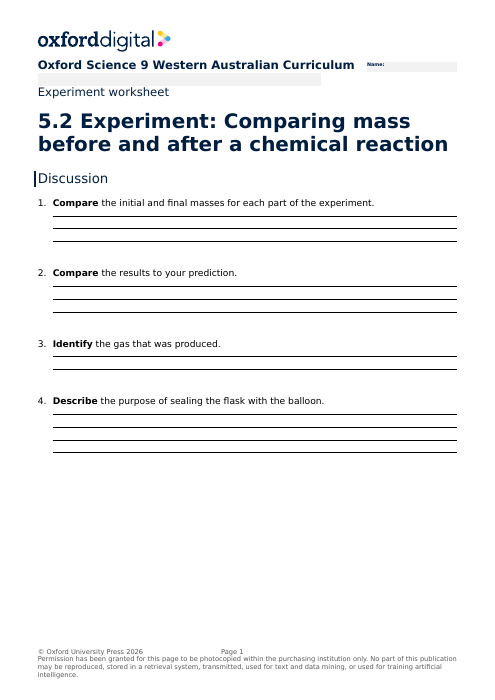 oxforddigital
Oxford Science 9 Western Australian Curriculum
Name:
Experiment worksheet
5.2 Experiment: Comparing mass
before and after a chemical reaction
Discussion
1. Compare the initial and final masses for each part of the experiment.
2. Compare the results to your prediction.
3. Identify the gas that was produced.
4. Describe the purpose of sealing the flask with the balloon.
© Oxford University Press 2026 Page 1
Permission has been granted for this page to be photocopied within the purchasing institution only. No part of this publication
may be reproduced, stored in a retrieval system, transmitted, used for text and data mining, or used for training artificial
intelligence.